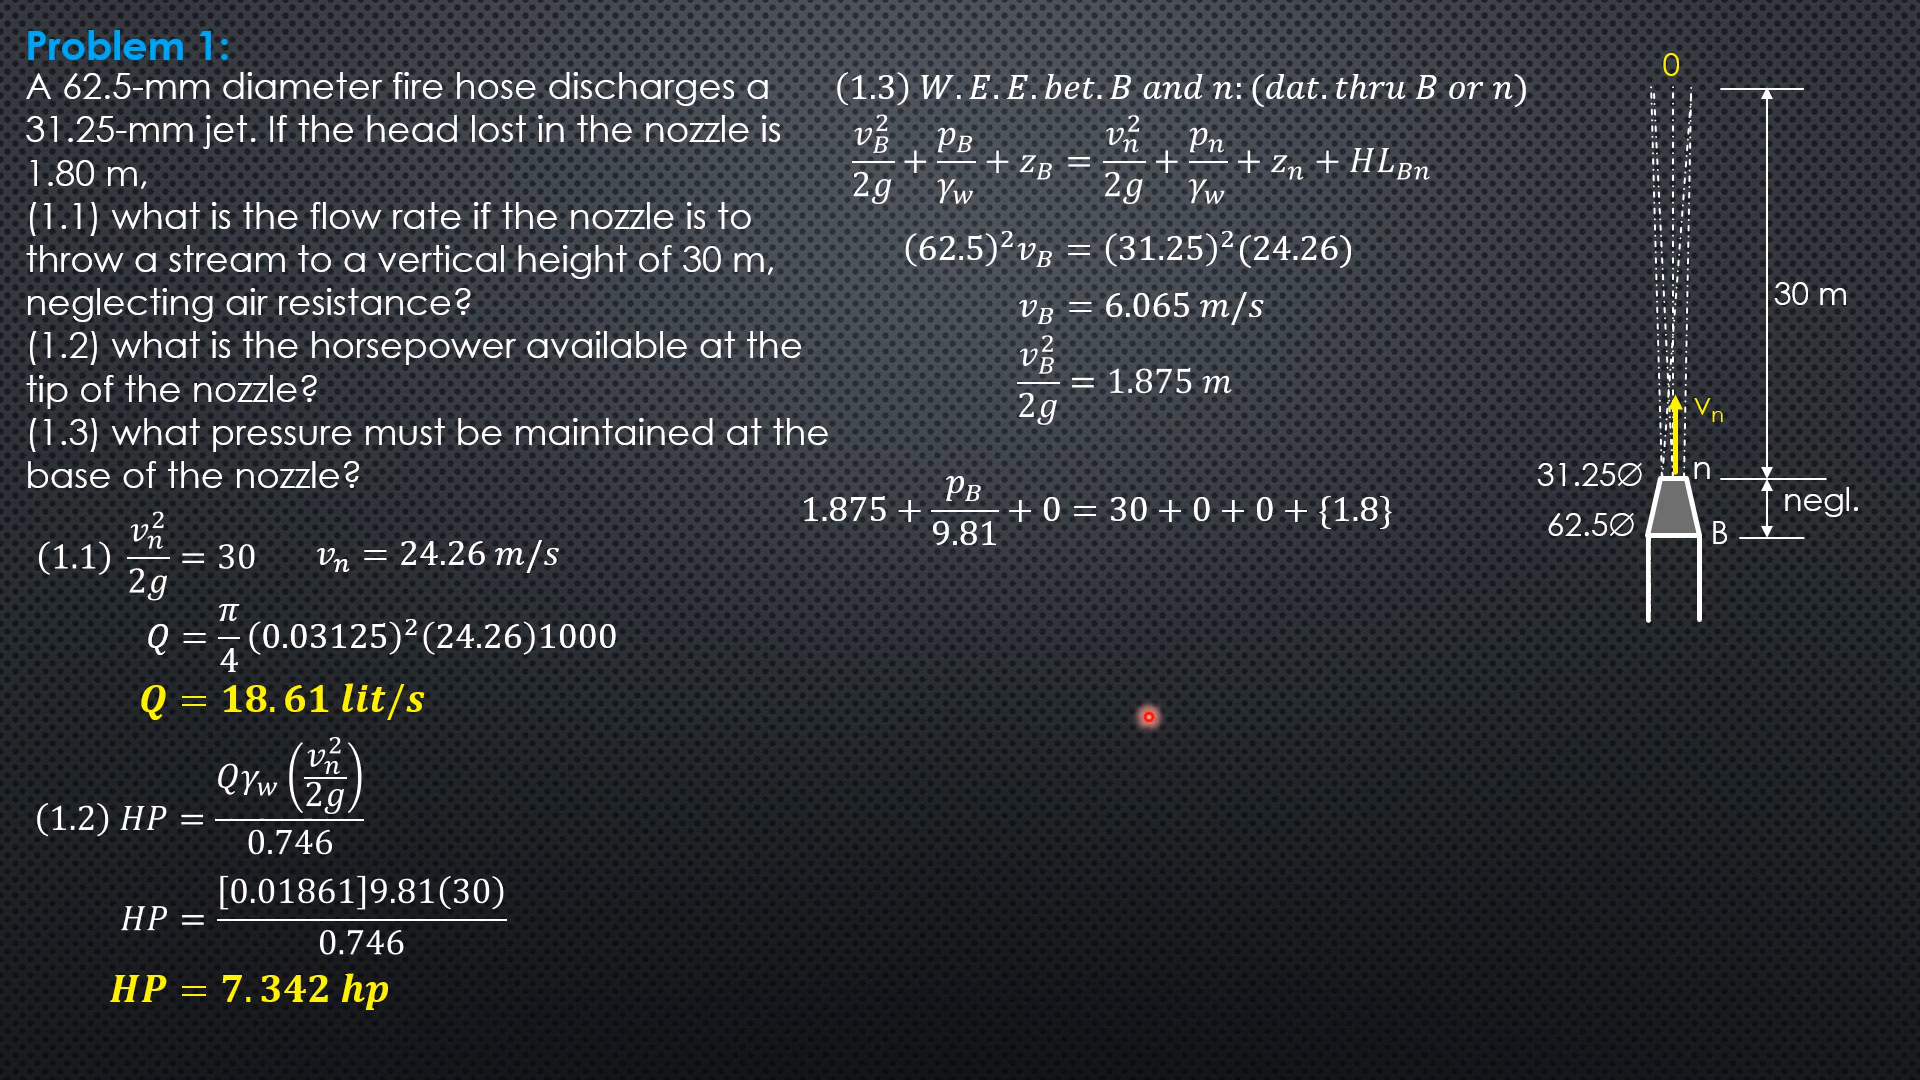 Problem 1:
A 62.5-mm diameter fire hose discharges a
31.25-mm jet. If the head lost in the nozzle is
1.80 m,
(1.1) what is the flow rate if the nozzle is to
throw a stream to a vertical height of 30 m,
neglecting air resistance?
(1.2) what is the horsepower available at the
tip of the nozzle?
(1.3) what pressure must be maintained at the
base of the nozzle?
(1.1) v_n^2/2g = 30   v_n = 24.26 m/s
Q = π/4 (0.03125)^2(24.26)1000
Q = 18.61 lit/s
(1.2) HP = Qγ_w(v_n^2/2g)/0.746
HP = [0.01861]9.81(30)/0.746
HP = 7.342 hp
(1.3) W.E.E. bet. B and n: (dat. thru B or n)
v_B^2/2g + p_B/γ_w + z_B = v_n^2/2g + p_n/γ_w + z_n + HL_Bn
(62.5)^2 v_B = (31.25)^2(24.26)
v_B = 6.065 m/s
v_B^2/2g = 1.875 m
1.875 + p_B/9.81 + 0 = 30 + 0 + 0 + {1.8}
0
30 m
v_n
31.25∅
n
negl.
62.5∅
B